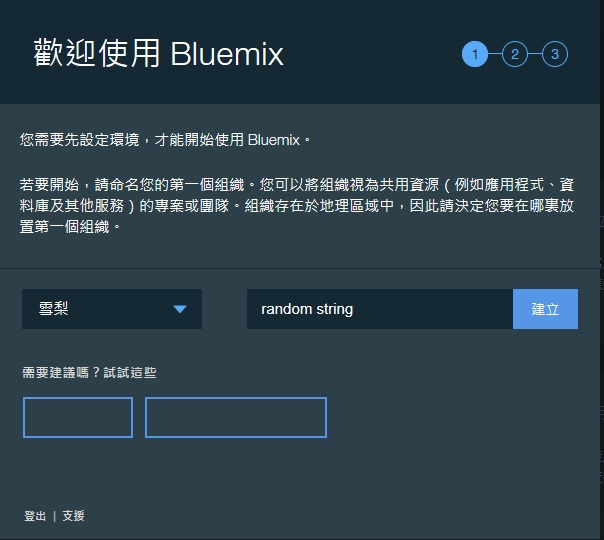 歡迎使用 Bluemix
1 2 3
您需要先設定環境，才能開始使用 Bluemix。
若要開始，請命名您的第一個組織。您可以將組織視為共用資源（例如應用程式、資
料庫及其他服務）的專案或團隊。組織存在於地理區域中，因此請決定您要在哪裏放
置第一個組織。
雪梨
random string
建立
需要建議嗎？試試這些
登出 | 支援